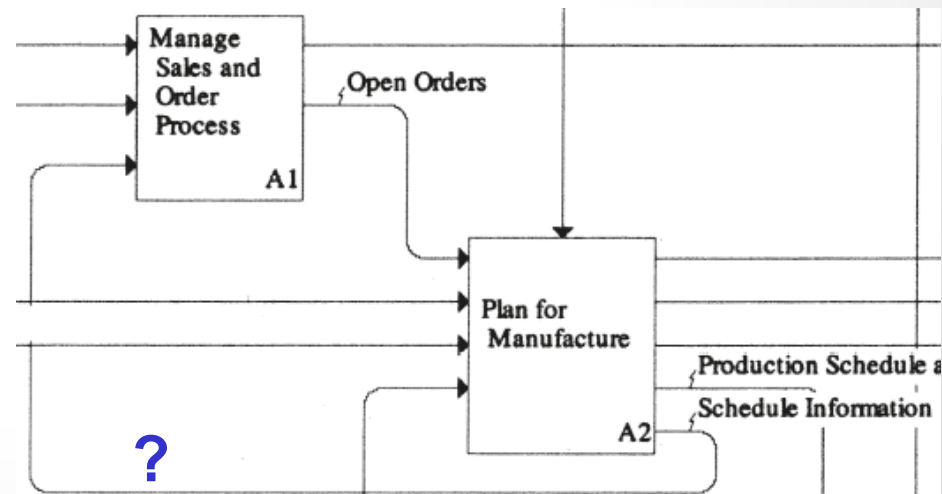 Manage
Sales and
Order
Process
A1
Open Orders
Plan for
Manufacture
A2
Production Schedule a
Schedule Information
?